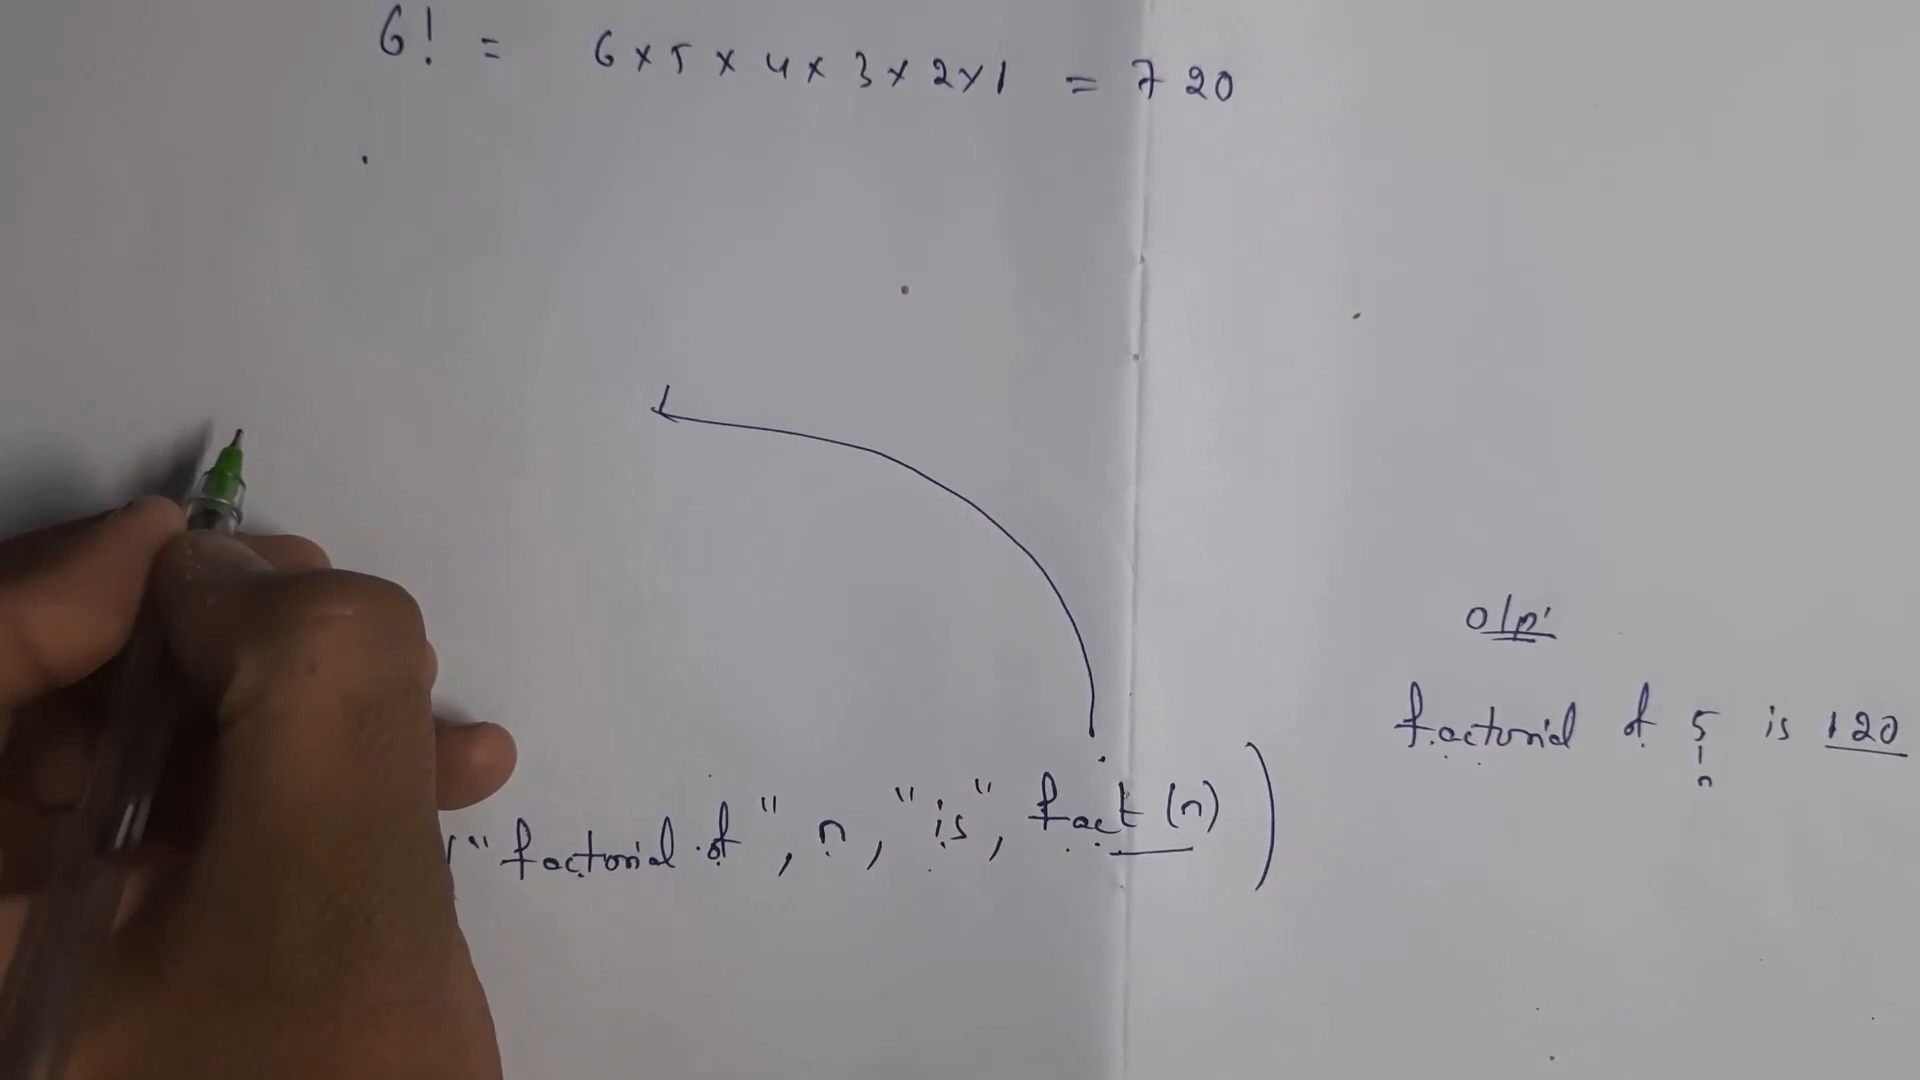 6! = 6 x 5 x 4 x 3 x 2 x 1 = 720
o/p'
factorial of 5 is 120
n
("factorial of", n, "is", fact (n))